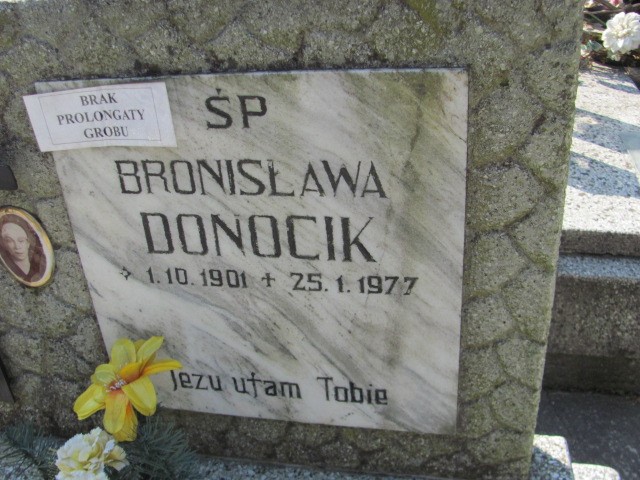 BRAK
PROLONGATY
GROBU
ŚP
BRONISŁAWA
DONOCIK
* 1.10.1901 + 25.1.1977
Jezu ufam Tobie